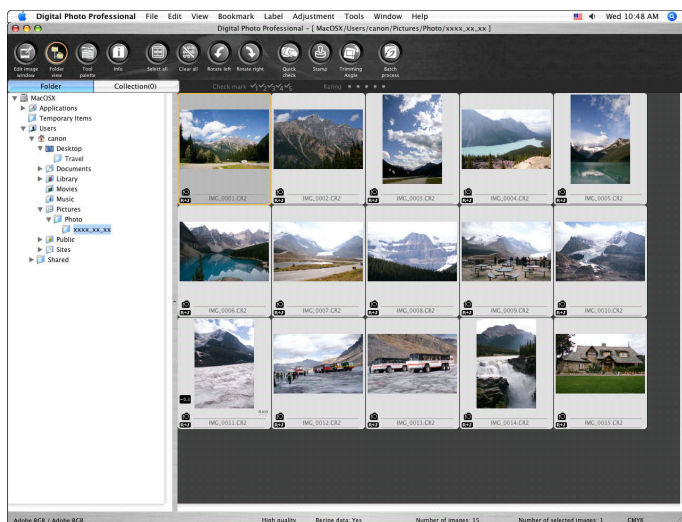 Digital Photo Professional File Edit View Bookmark Label Adjustment Tools Window Help Wed 10:48 AM
Digital Photo Professional – [ MacOSX/Users/canon/Pictures/Photo/xxxx_xx_xx ]
Edit image window
Folder view
Tool palette
Info
Select all
Clear all
Rotate left
Rotate right
Quick check
Stamp
Trimming Angle
Batch process
Folder Collection(0) Check mark Rating
MacOSX
Applications
Temporary Items
Users
canon
Desktop
Travel
Documents
Library
Movies
Music
Pictures
Photo
xxxx_xx_xx
Public
Sites
Shared
R+J IMG_0001.CR2
R+J IMG_0002.CR2
R+J IMG_0003.CR2
R+J IMG_0004.CR2
R+J IMG_0005.CR2
R+J IMG_0006.CR2
R+J IMG_0007.CR2
R+J IMG_0008.CR2
R+J IMG_0009.CR2
R+J IMG_0010.CR2
R+J IMG_0011.CR2
R+J IMG_0012.CR2
R+J IMG_0013.CR2
R+J IMG_0014.CR2
R+J IMG_0015.CR2
Adobe RGB / Adobe RGB High quality Recipe data: Yes Number of images: 15 Number of selected images: 1 CMYK